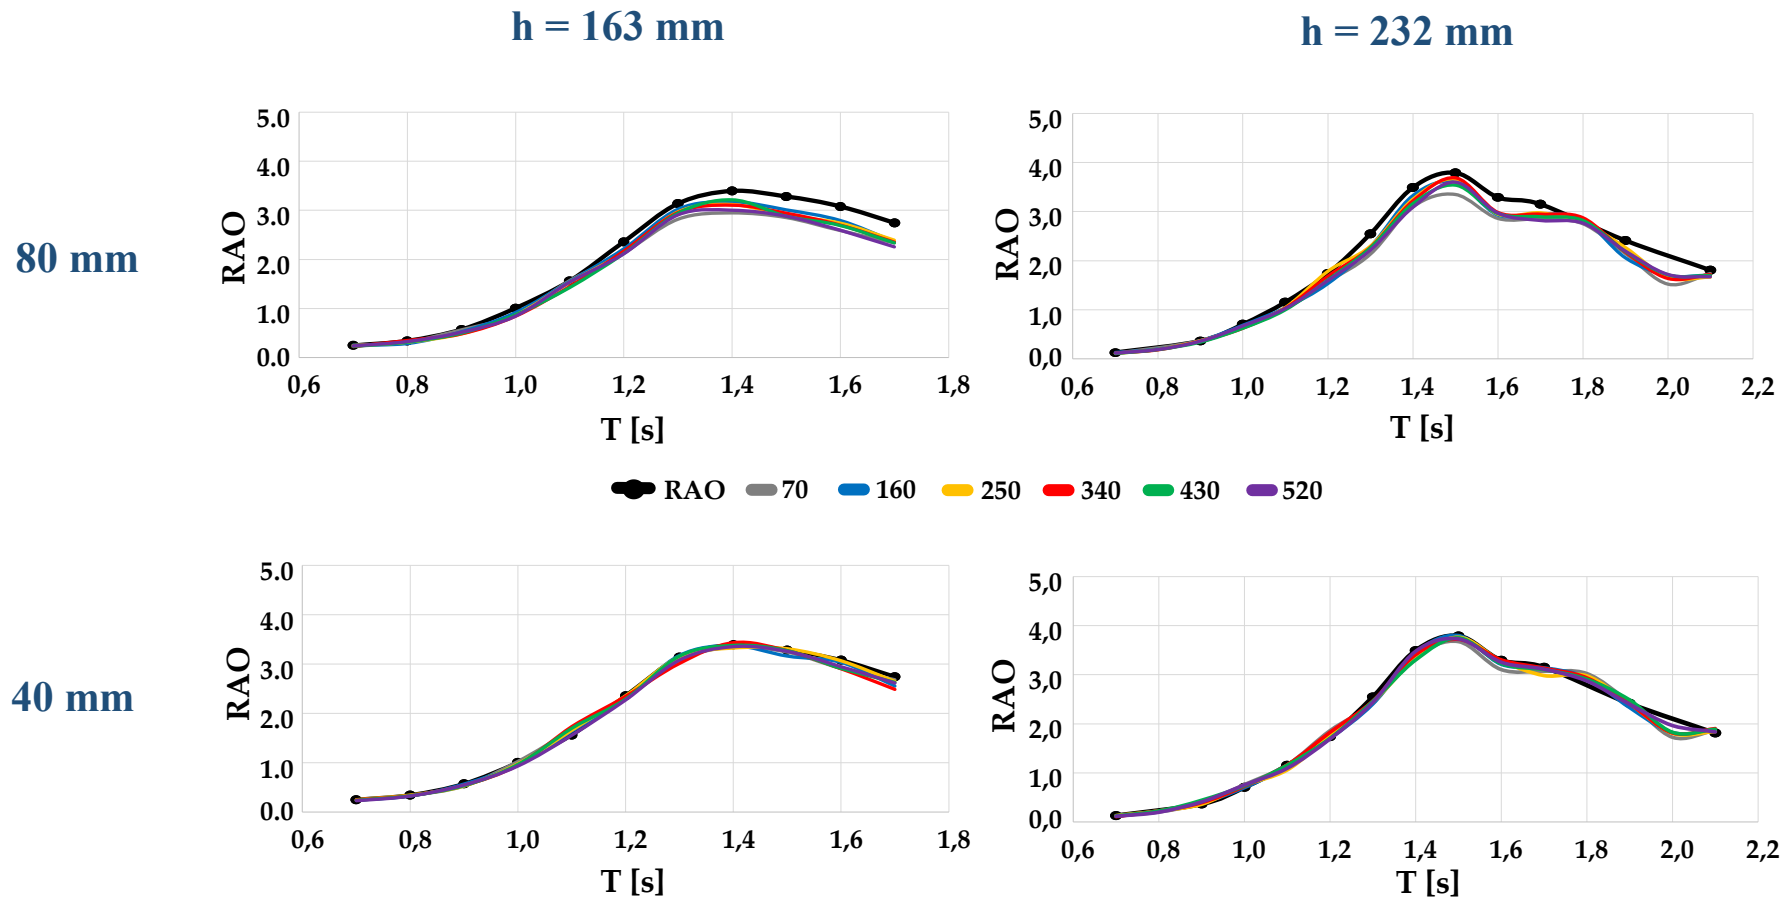 h = 163 mm
h = 232 mm
80 mm
RAO
5.0
4.0
3.0
2.0
1.0
0.0
0,6 0,8 1,0 1,2 1,4 1,6 1,8
T [s]
RAO
5,0
4,0
3,0
2,0
1,0
0,0
0,6 0,8 1,0 1,2 1,4 1,6 1,8 2,0 2,2
T [s]
RAO 70 160 250 340 430 520
40 mm
RAO
5.0
4.0
3.0
2.0
1.0
0.0
0,6 0,8 1,0 1,2 1,4 1,6 1,8
T [s]
RAO
5,0
4,0
3,0
2,0
1,0
0,0
0,6 0,8 1,0 1,2 1,4 1,6 1,8 2,0 2,2
T [s]